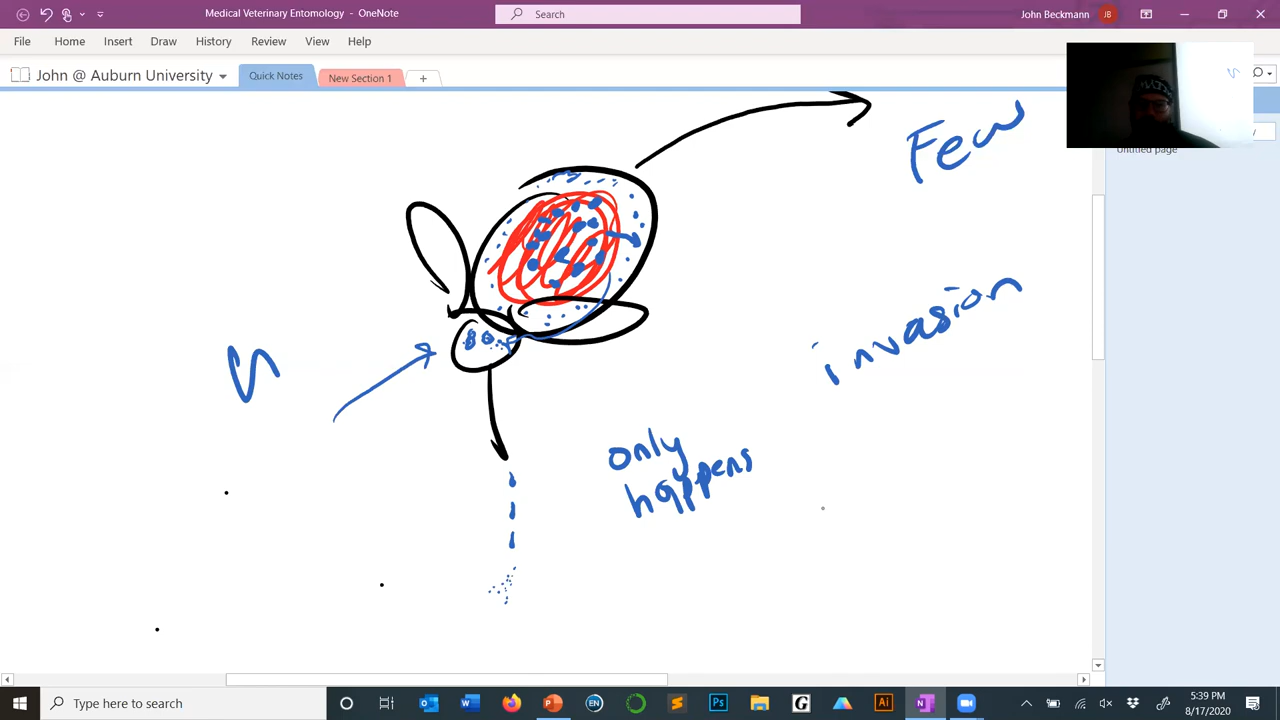 Medical Veterinary Entomology - OneNote
Search
John Beckmann
JB
File Home Insert Draw History Review View Help
John @ Auburn University
Quick Notes
New Section 1
+
Untitled page
Few
invasion
only
happens
Type here to search
5:39 PM
8/17/2020